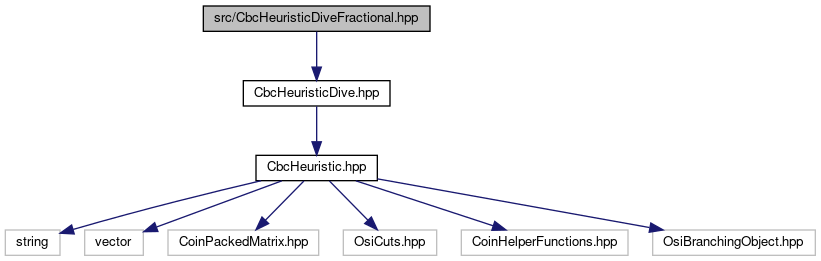 src/CbcHeuristicDiveFractional.hpp
CbcHeuristicDive.hpp
CbcHeuristic.hpp
string
vector
CoinPackedMatrix.hpp
OsiCuts.hpp
CoinHelperFunctions.hpp
OsiBranchingObject.hpp